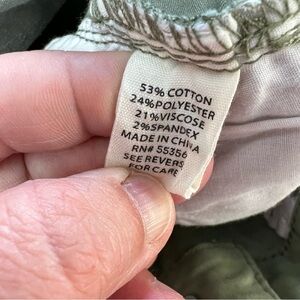 53% COTTON
24%POLYESTER
21%VISCOSE
2%SPANDEX
MADE IN CHINA
RN# 55356
SEE REVERS
FOR CARE